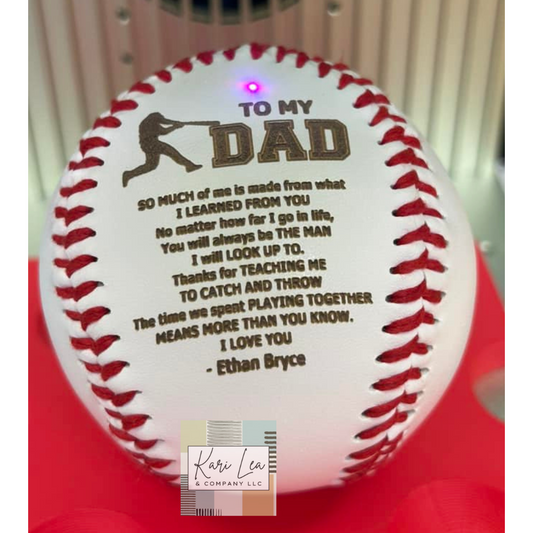 TO MY
DAD
SO MUCH of me is made from what
I LEARNED FROM YOU
No matter how far I go in life,
You will always be THE MAN
I will LOOK UP TO.
Thanks for TEACHING ME
TO CATCH AND THROW
The time we spent PLAYING TOGETHER
MEANS MORE THAN YOU KNOW.
I LOVE YOU
- Ethan Bryce
Kari Lea
& COMPANY LLC